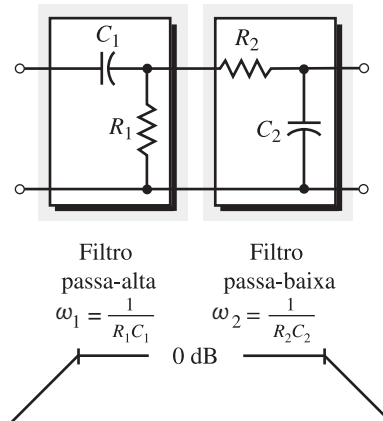 C₁
R₂
R₁
C₂
Filtro
passa-alta
ω₁ = 1/R₁C₁
Filtro
passa-baixa
ω₂ = 1/R₂C₂
0 dB